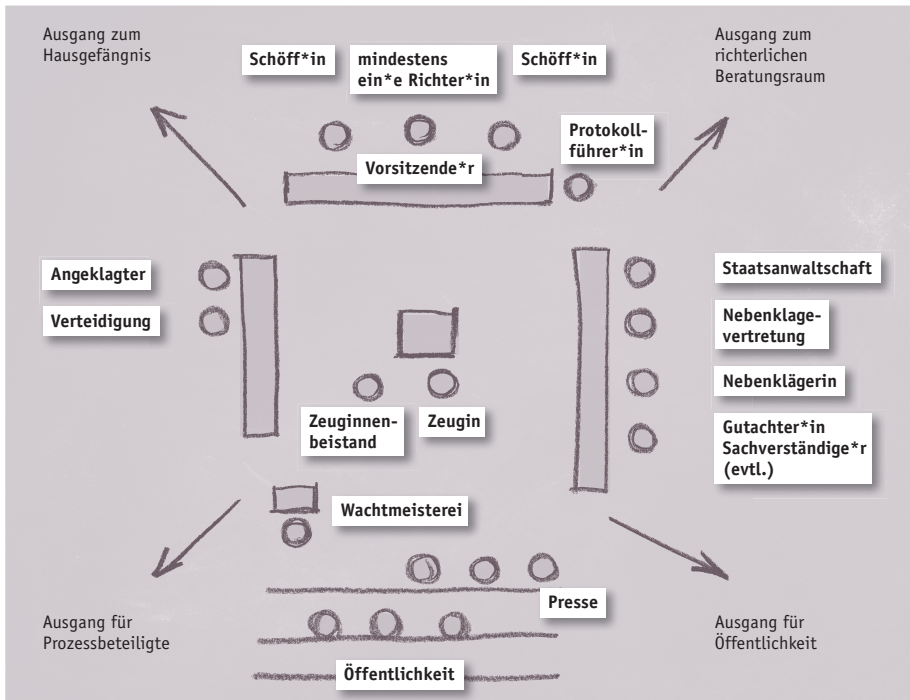 Ausgang zum
Hausgefängnis
Schöff*in
mindestens
ein*e Richter*in
Schöff*in
Ausgang zum
richterlichen
Beratungsraum
Protokoll-
führer*in
Vorsitzende*r
Angeklagter
Verteidigung
Staatsanwaltschaft
Nebenklage-
vertretung
Nebenklägerin
Gutachter*in
Sachverständige*r
(evtl.)
Zeuginnen-
beistand
Zeugin
Wachtmeisterei
Presse
Öffentlichkeit
Ausgang für
Prozessbeteiligte
Ausgang für
Öffentlichkeit